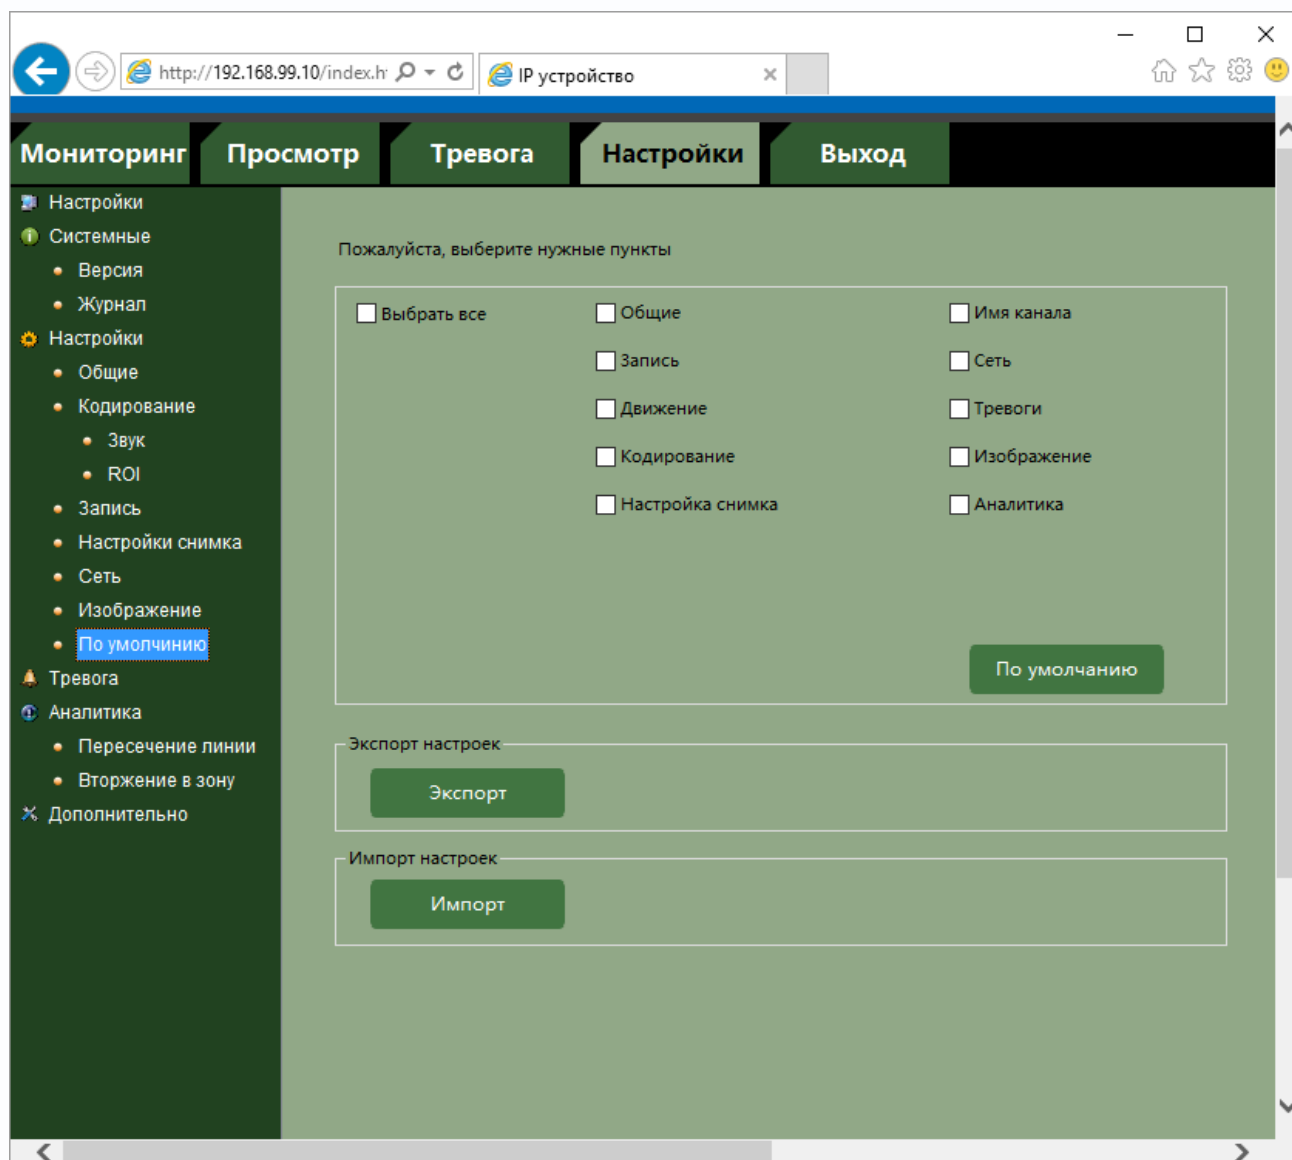 http://192.168.99.10/index.h
IP устройство
Мониторинг
Просмотр
Тревога
Настройки
Выход
Настройки
Системные
Версия
Журнал
Настройки
Общие
Кодирование
Звук
ROI
Запись
Настройки снимка
Сеть
Изображение
По умолчинию
Тревога
Аналитика
Пересечение линии
Вторжение в зону
Дополнительно
Пожалуйста, выберите нужные пункты
Выбрать все
Общие
Имя канала
Запись
Сеть
Движение
Тревоги
Кодирование
Изображение
Настройка снимка
Аналитика
По умолчанию
Экспорт настроек
Экспорт
Импорт настроек
Импорт